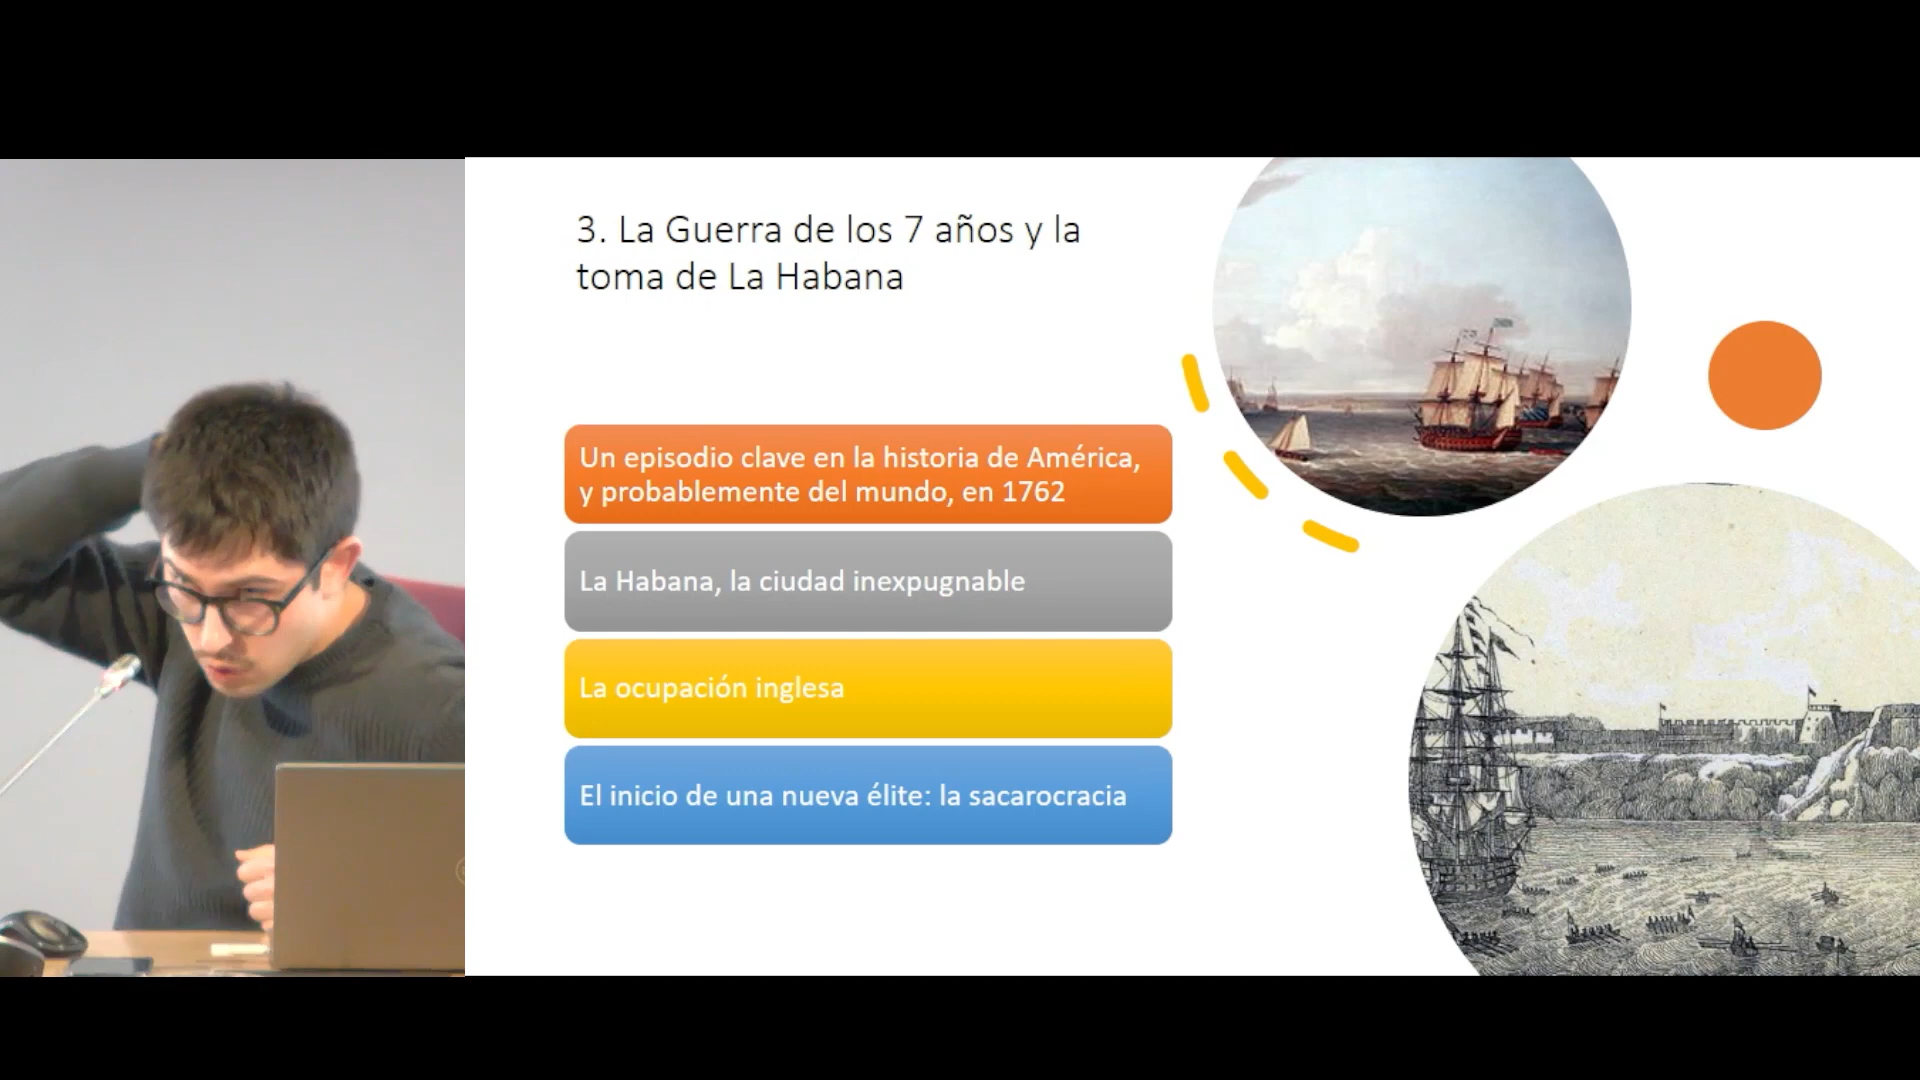 3. La Guerra de los 7 años y la
toma de La Habana
Un episodio clave en la historia de América,
y probablemente del mundo, en 1762
La Habana, la ciudad inexpugnable
La ocupación inglesa
El inicio de una nueva élite: la sacarocracia